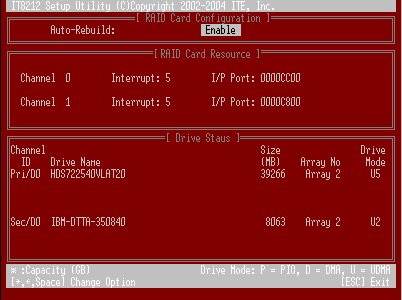 IT8212 Setup Utility (C)Copyright 2002-2004 ITE, Inc.
[ RAID Card Configuration ]
Auto-Rebuild: Enable
[ RAID Card Resource ]
Channel 0 Interrupt: 5 I/P Port: 0000CC00
Channel 1 Interrupt: 5 I/P Port: 0000C800
[ Drive Staus ]
Channel Size Drive
ID Drive Name (MB) Array No Mode
Pri/D0 HDS722540VLAT20 39266 Array 2 U5
Sec/D0 IBM-DTTA-350840 8063 Array 2 U2
※ :Capacity (GB) Drive Mode: P = PIO, D = DMA, U = UDMA
[→,←,Space] Change Option [ESC] Exit